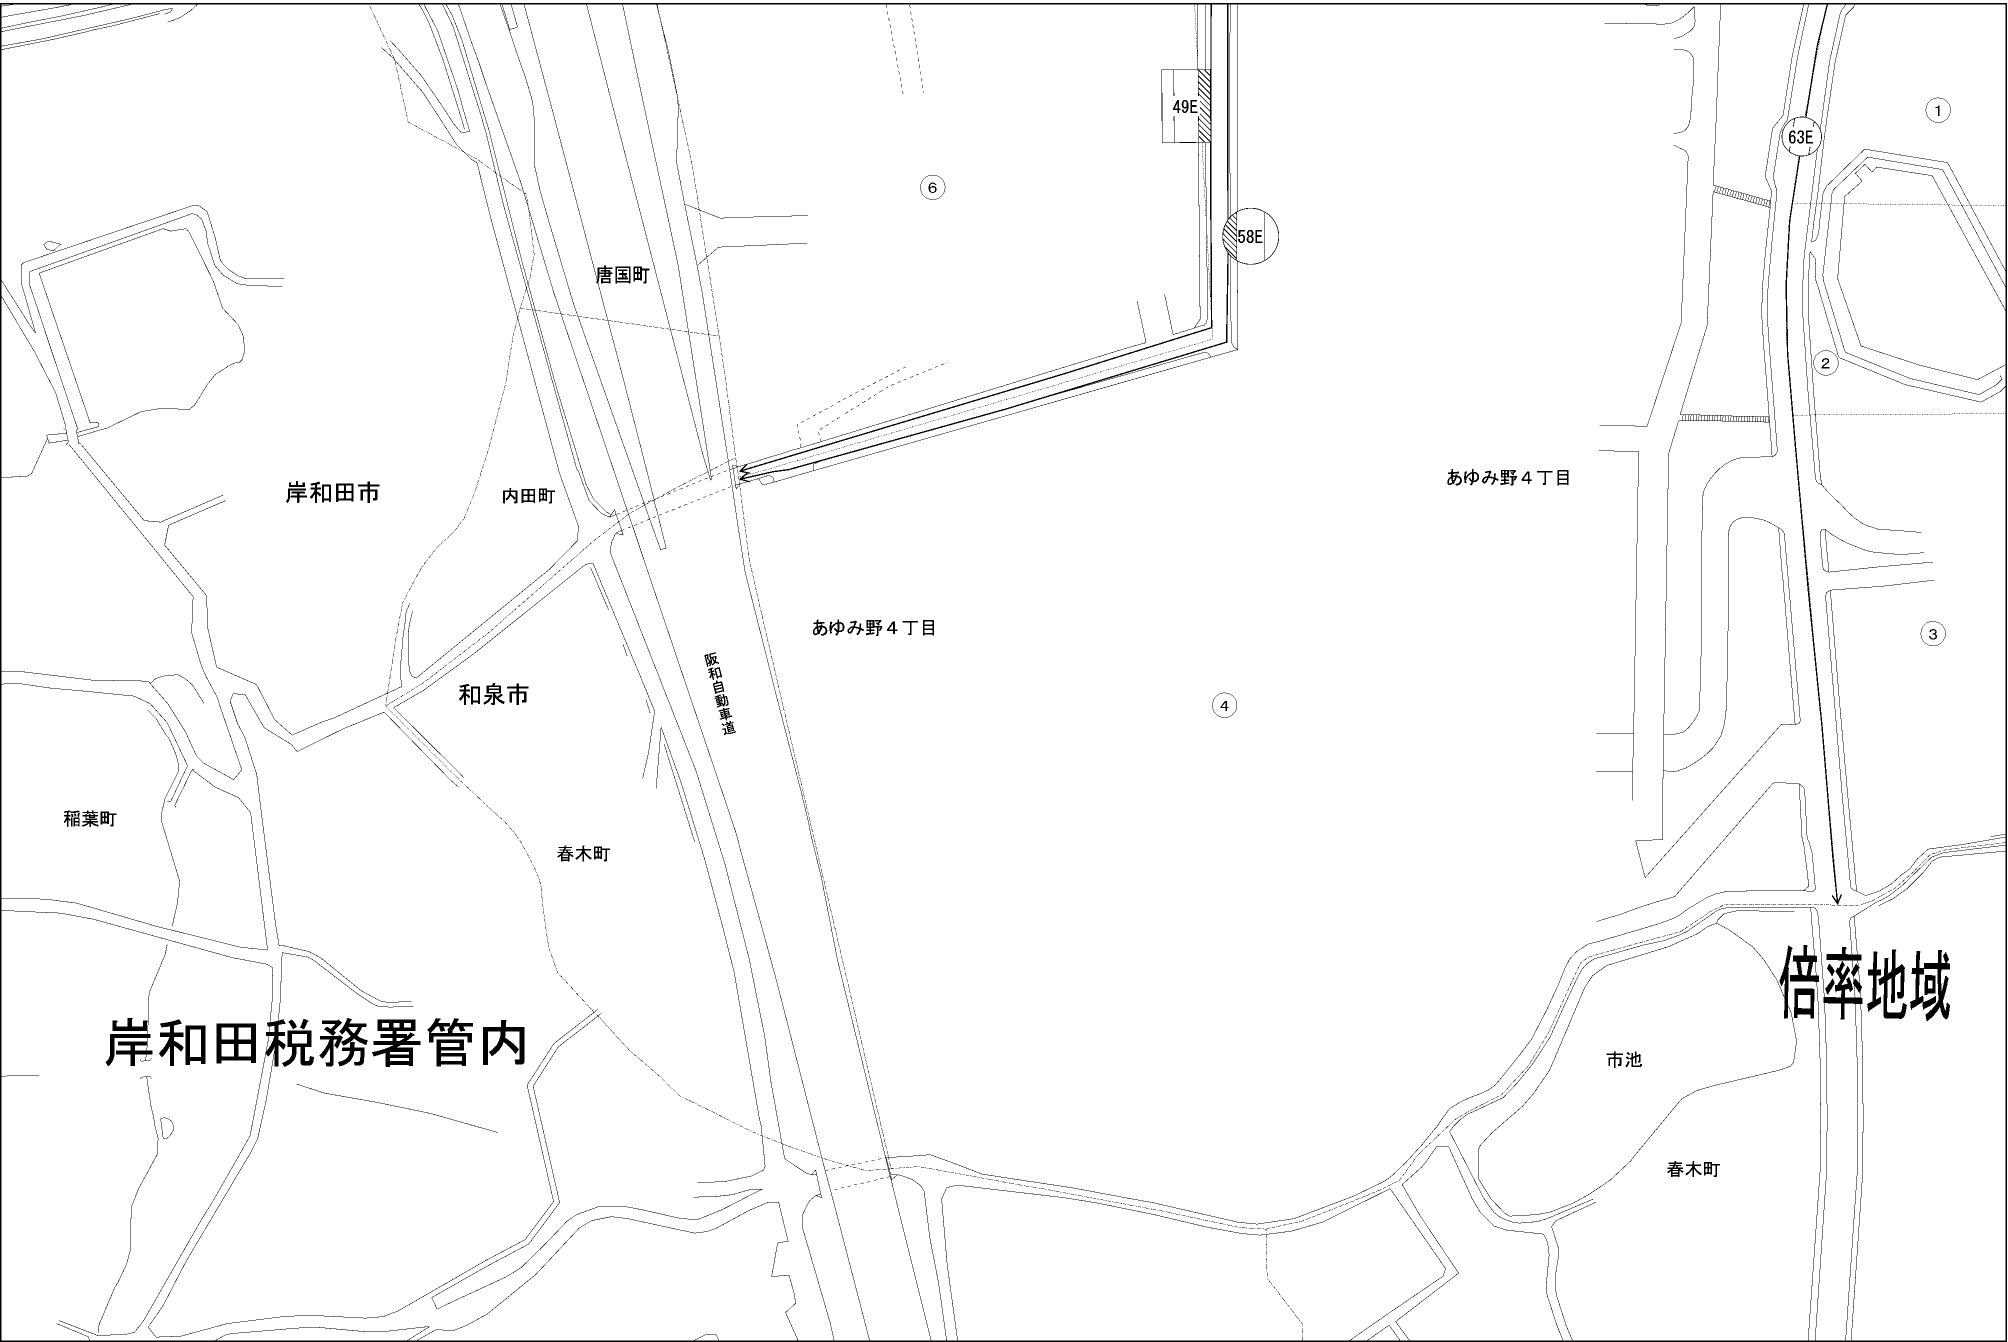 49E
①
63E
⑥
58E
唐国町
②
あゆみ野４丁目
岸和田市
内田町
あゆみ野４丁目
③
阪和自動車道
和泉市
④
稲葉町
春木町
倍率地域
岸和田税務署管内
市池
春木町